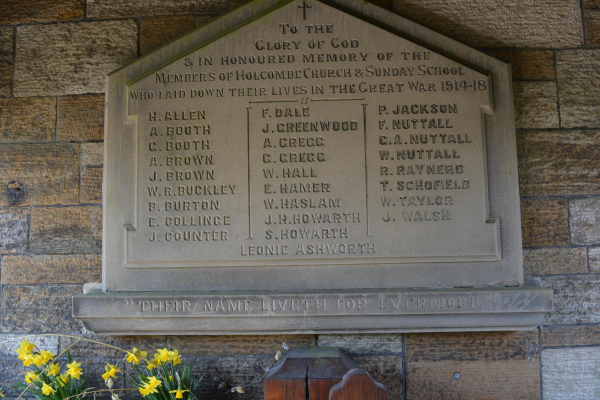 TO THE
GLORY OF GOD
& IN HONOURED MEMORY OF THE
MEMBERS OF HOLCOMBE CHURCH & SUNDAY SCHOOL
WHO LAID DOWN THEIR LIVES IN THE GREAT WAR 1914-18
H. ALLEN
A. BOOTH
G. BOOTH
A. BROWN
J. BROWN
W. R. BUCKLEY
B. BURTON
E. COLLINGE
J. COUNTER
F. DALE
J. GREENWOOD
A. GREGG
G. GREGG
W. HALL
E. HAMER
W. HASLAM
J. H. HOWARTH
S. HOWARTH
P. JACKSON
F. NUTTALL
G. A. NUTTALL
W. NUTTALL
R. RAYNERD
T. SCHOFIELD
W. TAYLOR
J. WALSH
LEONIE ASHWORTH
"THEIR NAME LIVETH FOR EVERMORE"